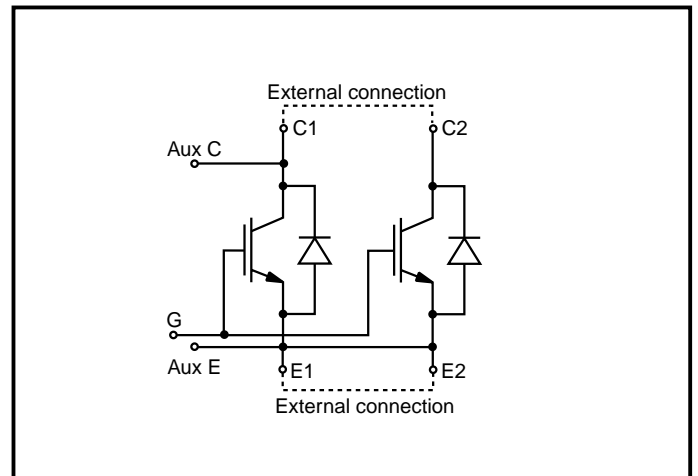 External connection
C1
C2
Aux C
G
Aux E
E1
E2
External connection